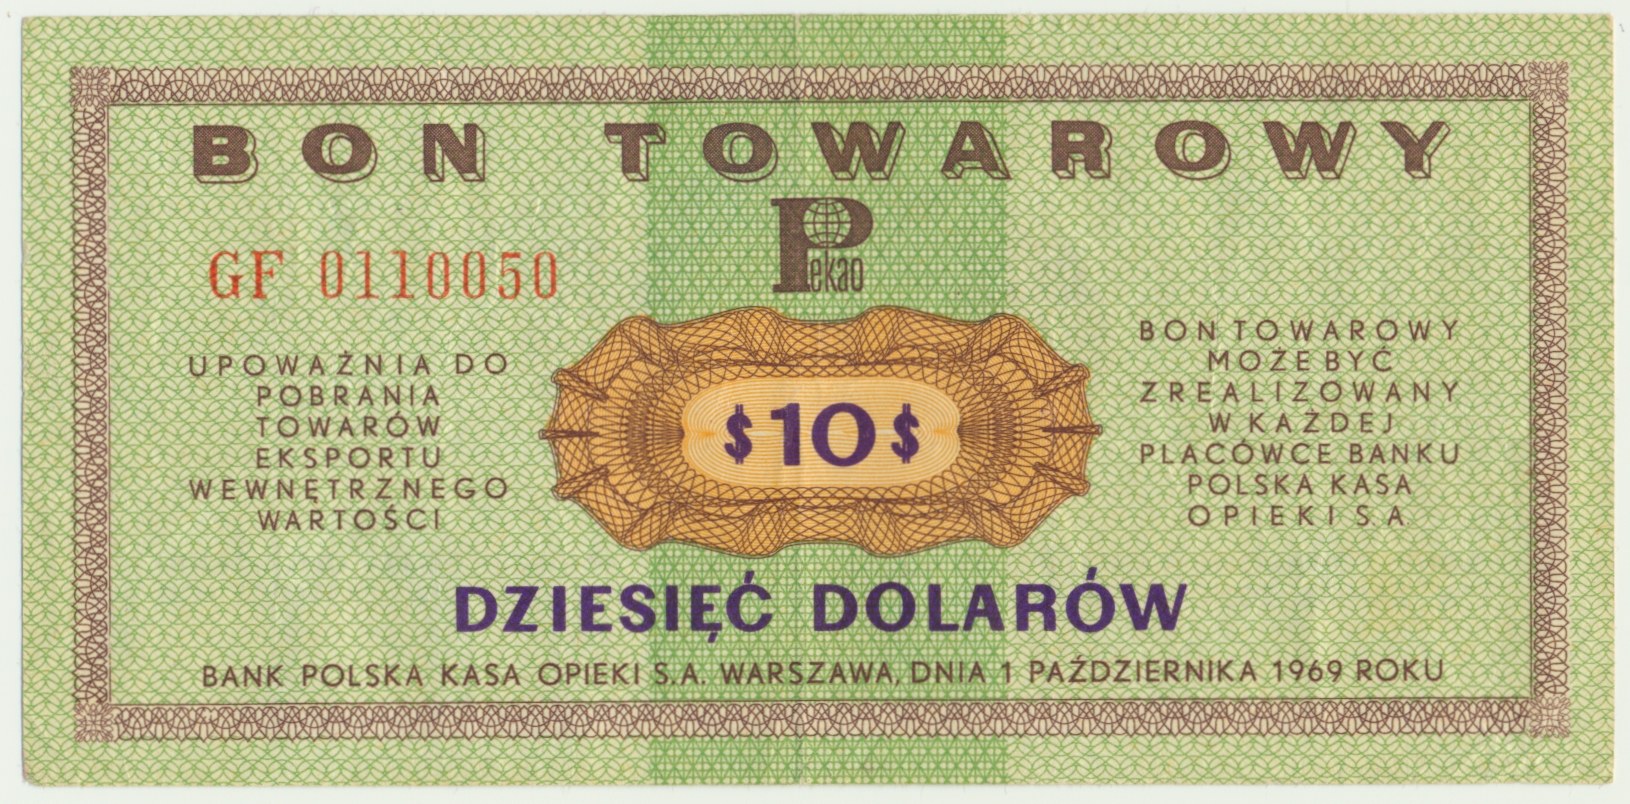 BON TOWAROWY
Pekao
GF 0110050
UPOWAŻNIA DO
POBRANIA
TOWARÓW
EKSPORTU
WEWNĘTRZNEGO
WARTOŚCI
$10$
BON TOWAROWY
MOŻE BYĆ
ZREALIZOWANY
W KAŻDEJ
PLACÓWCE BANKU
POLSKA KASA
OPIEKI S A.
DZIESIĘĆ DOLARÓW
BANK POLSKA KASA OPIEKI S.A. WARSZAWA, DNIA 1 PAŹDZIERNIKA 1969 ROKU